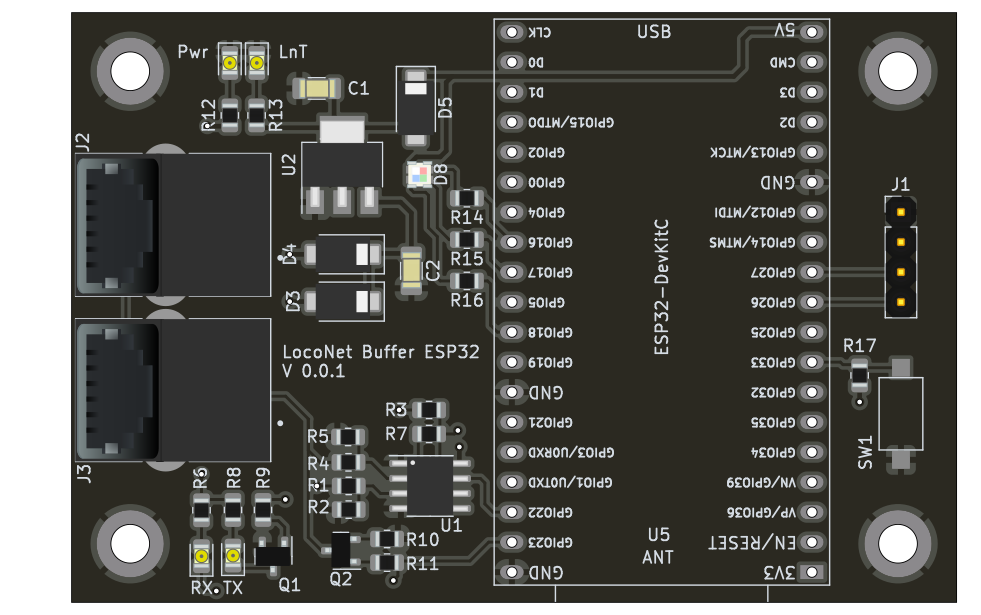 Pwr
LnT
USB
C1
D5
R12
R13
J2
U2
D8
R14
R15
R16
D4
D3
C2
LocoNet Buffer ESP32
V 0.0.1
J3
R3
R7
R5
R4
R1
R2
U1
R6
R8
R9
R10
R11
RX
TX
Q1
Q2
CLK
D0
D1
GPIO15/MTDO
GPIO2
GPIO0
GPIO4
GPIO16
GPIO17
GPIO5
GPIO18
GPIO19
GND
GPIO21
GPIO3/U0RXD
GPIO1/U0TXD
GPIO22
GPIO23
GND
ESP32-DevKitC
5V
CMD
D3
D2
GPIO13/MTCK
GND
GPIO12/MTDI
GPIO14/MTMS
GPIO27
GPIO26
GPIO25
GPIO33
GPIO32
GPIO35
GPIO34
VN/GPIO39
VP/GPIO36
EN/RESET
3V3
U5
ANT
J1
R17
SW1